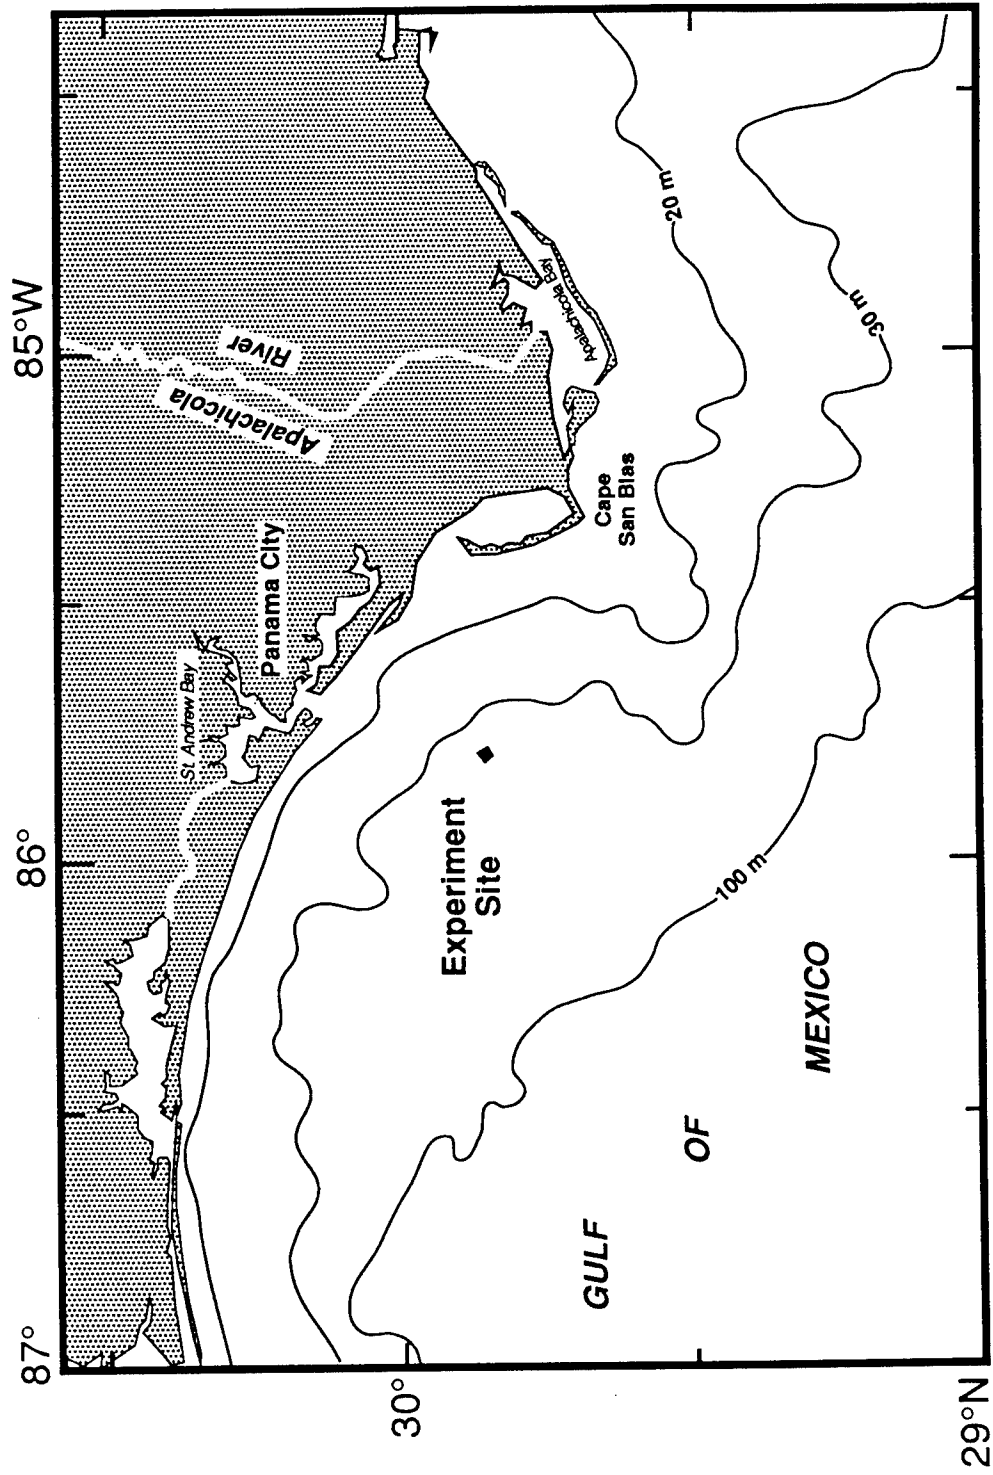 87°
86°
85°W
30°
29°N
Apalachicola
River
St. Andrew Bay
Panama City
Apalachicola Bay
Cape
San Blas
Experiment
Site
20 m
30 m
100 m
GULF
OF
MEXICO